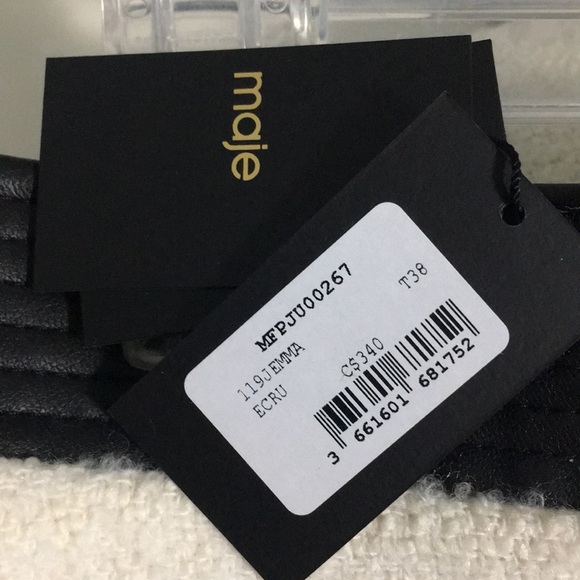 maje
MFPJU00267
T38
119JEMMA
ECRU
C$340
3 661601 681752